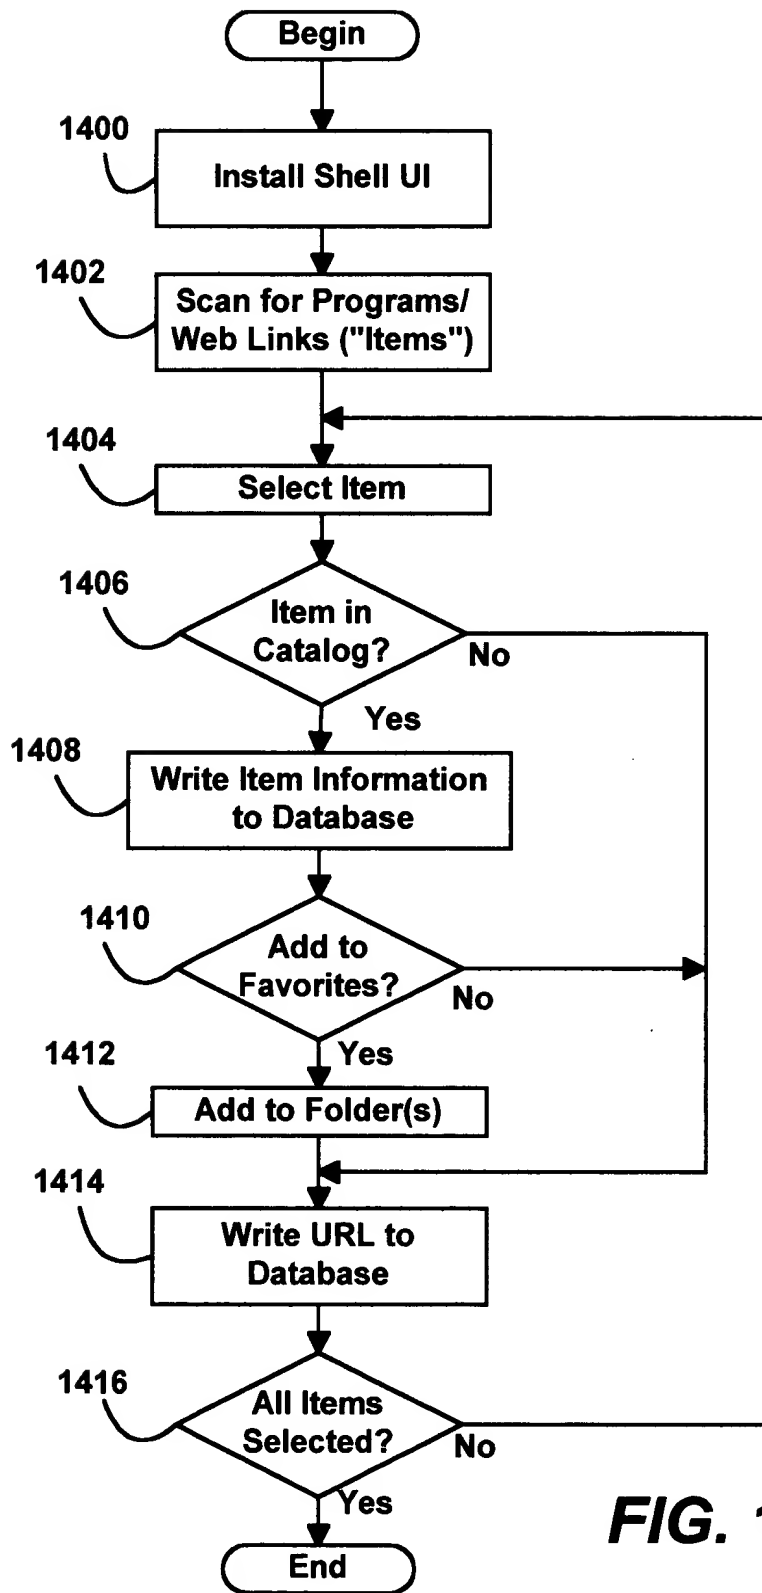 Begin
1400
Install Shell UI
1402
Scan for Programs/
Web Links ("Items")
1404
Select Item
1406
Item in
Catalog?
No
Yes
1408
Write Item Information
to Database
1410
Add to
Favorites?
No
Yes
1412
Add to Folder(s)
1414
Write URL to
Database
1416
All Items
Selected?
No
Yes
End
FIG.